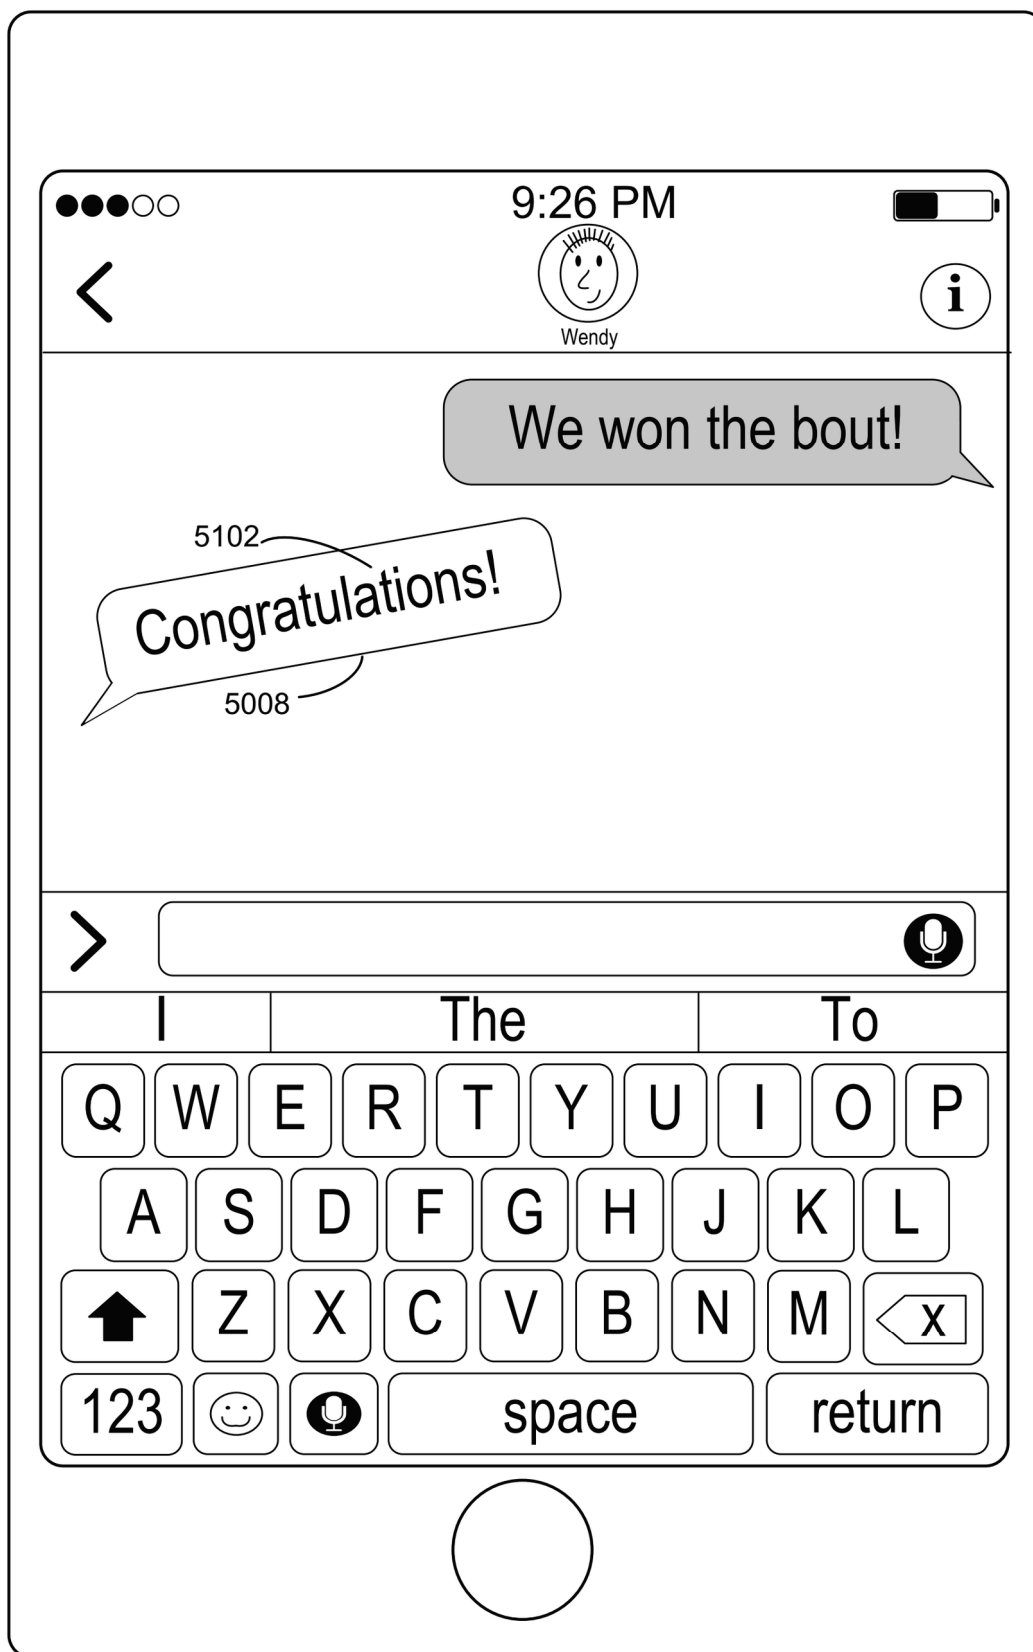 9:26 PM
i
Wendy
We won the bout!
5102
Congratulations!
5008
I The To
Q W E R T Y U I O P
A S D F G H J K L
Z X C V B N M X
123 space return